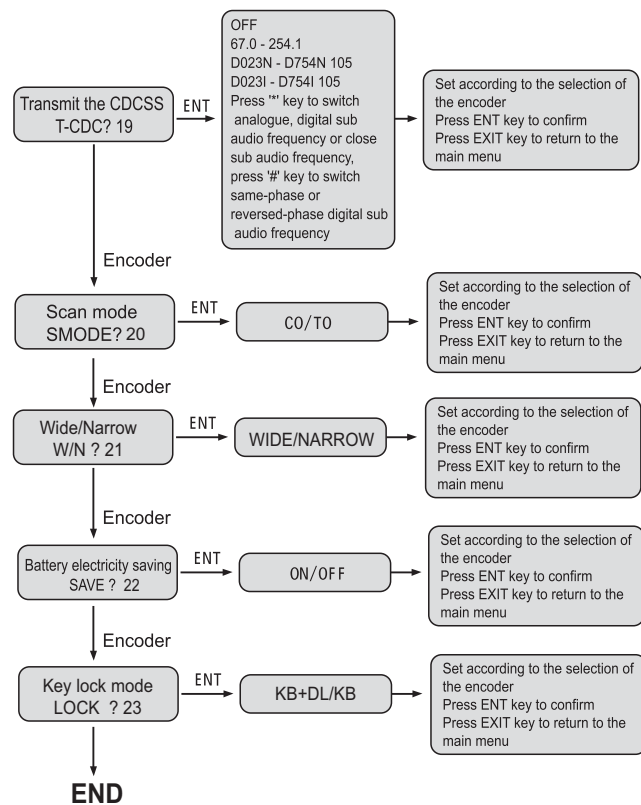 Transmit the CDCSS
T-CDC? 19
ENT
OFF
67.0 - 254.1
D023N - D754N 105
D023I - D754I 105
Press '*' key to switch
analogue, digital sub
audio frequency or close
sub audio frequency,
press '#' key to switch
same-phase or
reversed-phase digital sub
audio frequency
Set according to the selection of
the encoder
Press ENT key to confirm
Press EXIT key to return to the
main menu
Encoder
Scan mode
SMODE? 20
ENT
CO/TO
Set according to the selection of
the encoder
Press ENT key to confirm
Press EXIT key to return to the
main menu
Encoder
Wide/Narrow
W/N ? 21
ENT
WIDE/NARROW
Set according to the selection of
the encoder
Press ENT key to confirm
Press EXIT key to return to the
main menu
Encoder
Battery electricity saving
SAVE ? 22
ENT
ON/OFF
Set according to the selection of
the encoder
Press ENT key to confirm
Press EXIT key to return to the
main menu
Encoder
Key lock mode
LOCK ? 23
ENT
KB+DL/KB
Set according to the selection of
the encoder
Press ENT key to confirm
Press EXIT key to return to the
main menu
END